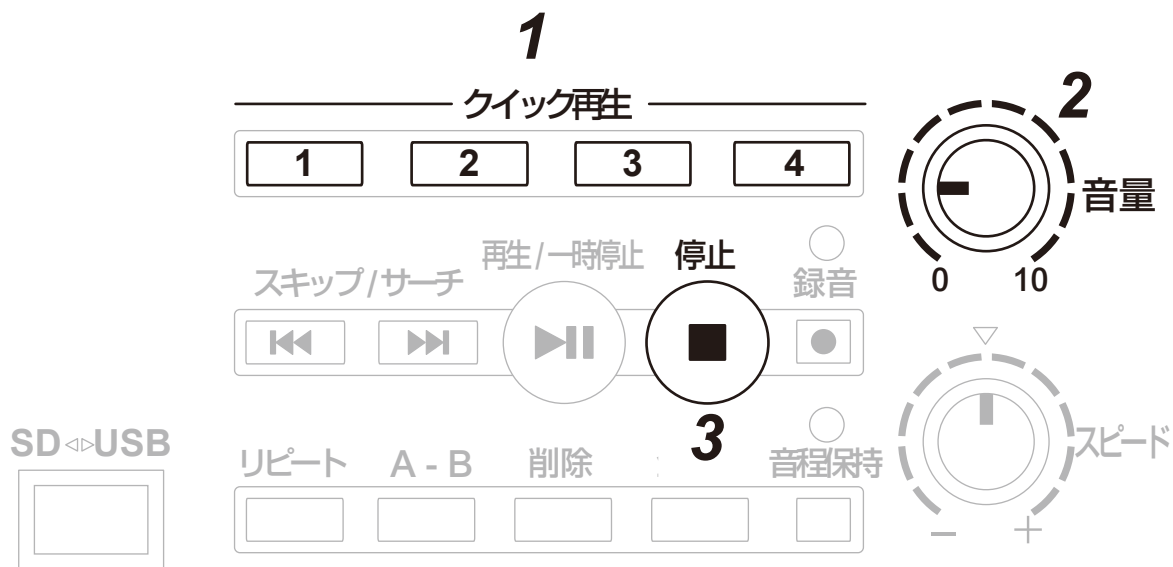 1
クイック再生
2
1 2 3 4
音量
0 10
再生/一時停止 停止
スキップ/サーチ 録音
3
SD◁▷USB
スピード
リピート A - B 削除 音程保持
− +